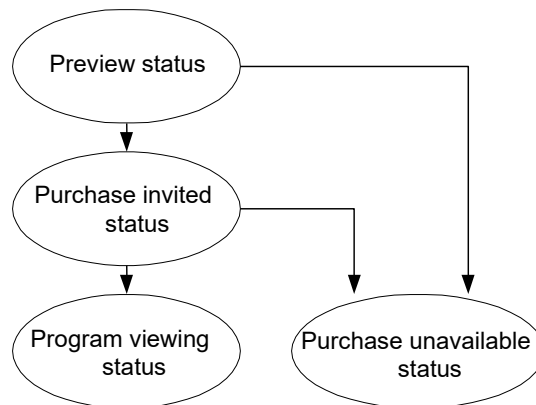 Preview status
Purchase invited
status
Program viewing
status
Purchase unavailable
status